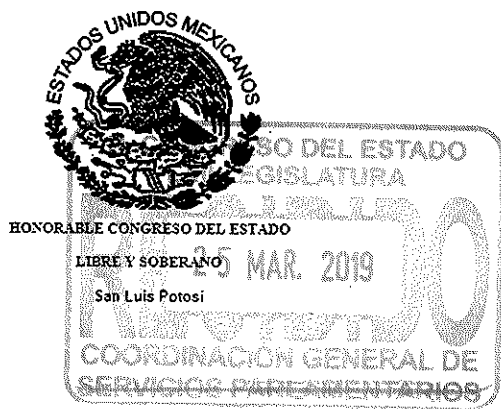 ESTADOS UNIDOS MEXICANOS
SO DEL ESTADO
EGISLATURA
HONORABLE CONGRESO DEL ESTADO
LIBRE Y SOBERANO
San Luis Potosí
25 MAR. 2019
COORDINACIÓN GENERAL DE
SERVICIOS PARLAMENTARIOS